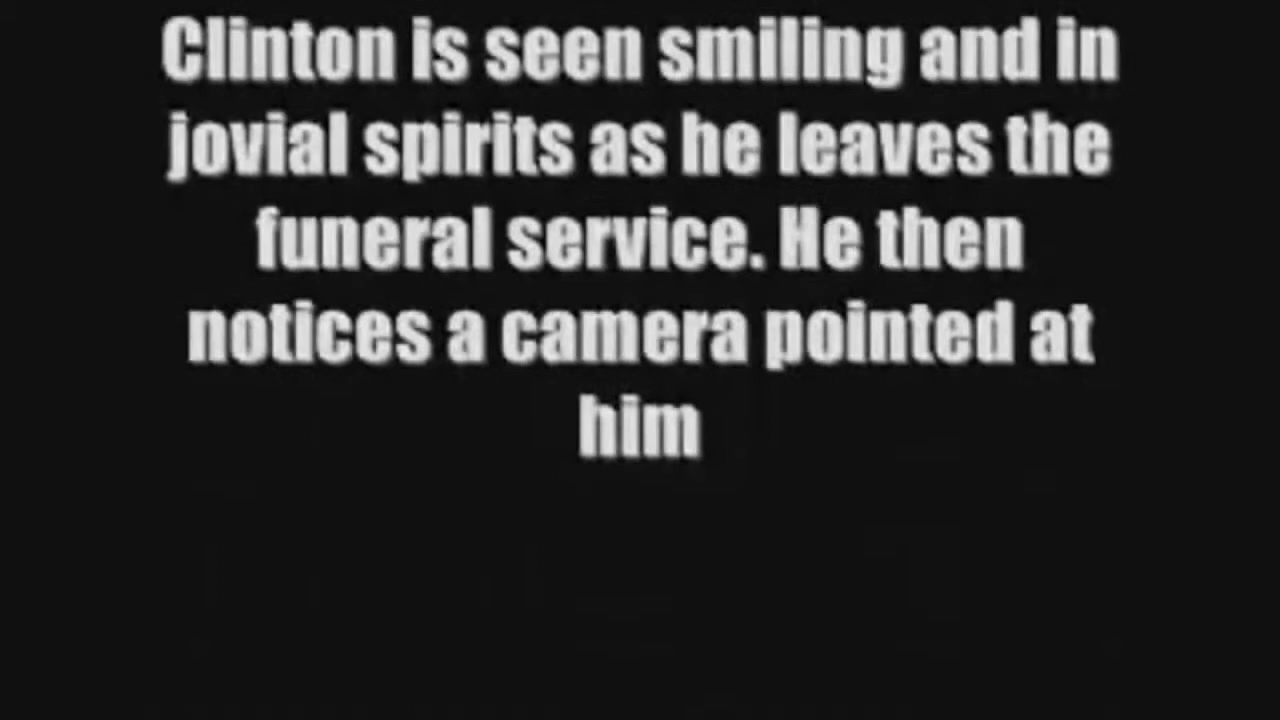 Clinton is seen smiling and in
jovial spirits as he leaves the
funeral service. He then
notices a camera pointed at
him